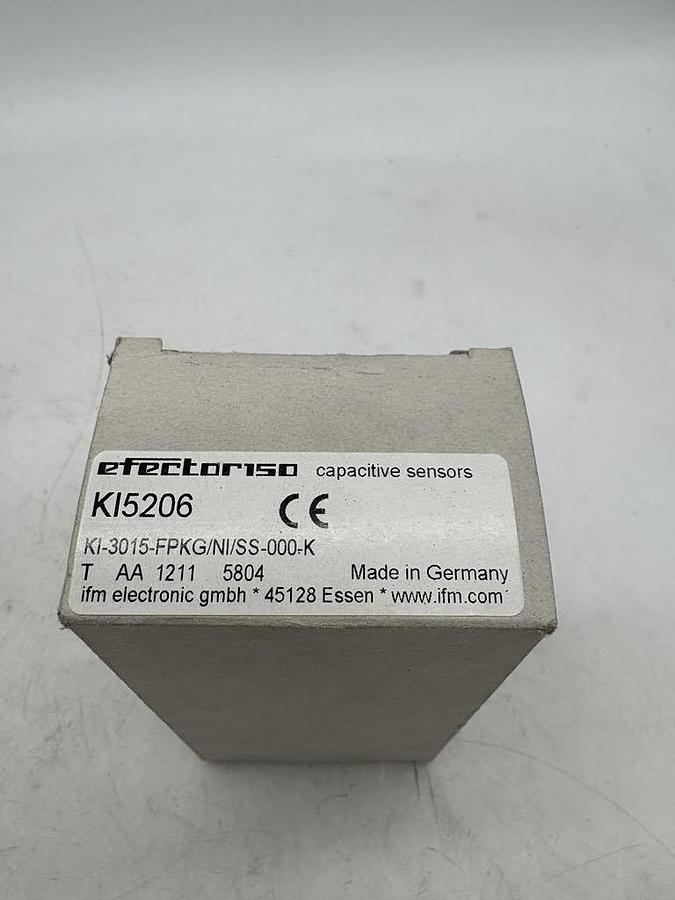 efector150 capacitive sensors
KI5206 CE
KI-3015-FPKG/NI/SS-000-K
T AA 1211 5804 Made in Germany
ifm electronic gmbh * 45128 Essen * www.ifm.com